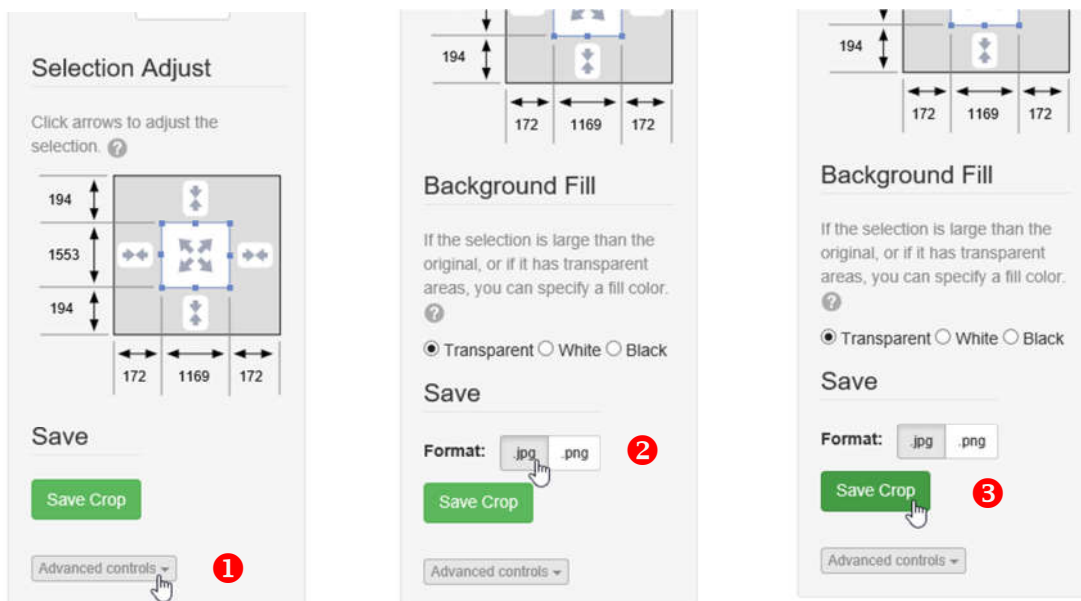 Selection Adjust
Click arrows to adjust the
selection. ?
194
1553
194
172 1169 172
Save
Save Crop
Advanced controls
1
194
172 1169 172
Background Fill
If the selection is large than the
original, or if it has transparent
areas, you can specify a fill color.
?
Transparent White Black
Save
Format: .jpg .png
2
Save Crop
Advanced controls
194
172 1169 172
Background Fill
If the selection is large than the
original, or if it has transparent
areas, you can specify a fill color.
?
Transparent White Black
Save
Format: .jpg .png
Save Crop
3
Advanced controls